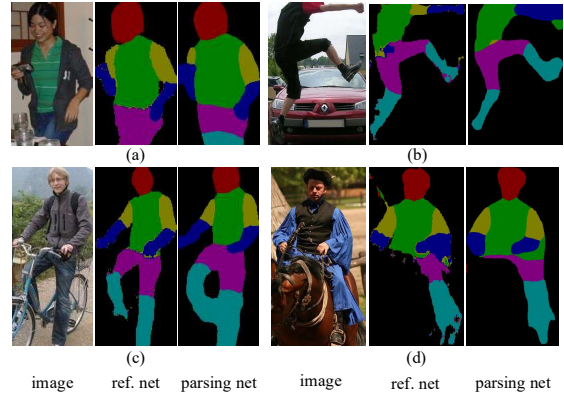 (a) (b)
(c) (d)
image ref. net parsing net image ref. net parsing net